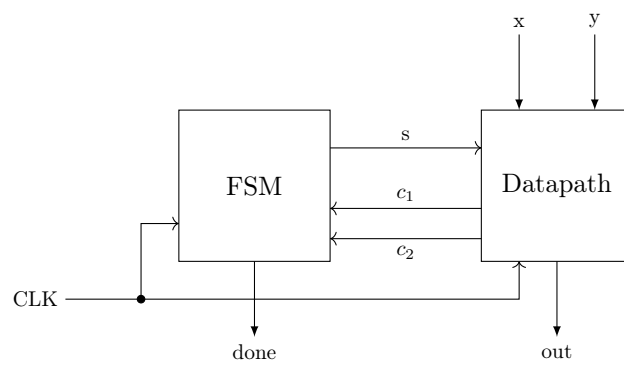 x y
s
FSM
Datapath
c₁
c₂
CLK
done
out